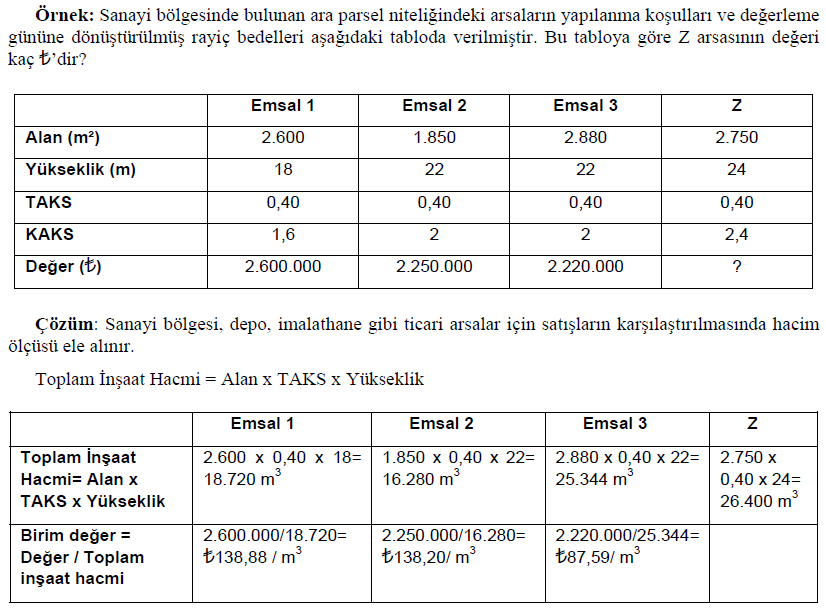 Örnek: Sanayi bölgesinde bulunan ara parsel niteliğindeki arsaların yapılanma koşulları ve değerleme
gününe dönüştürülmüş rayiç bedelleri aşağıdaki tabloda verilmiştir. Bu tabloya göre Z arsasının değeri
kaç ₺'dir?
Emsal 1 Emsal 2 Emsal 3 Z
Alan (m²) 2.600 1.850 2.880 2.750
Yükseklik (m) 18 22 22 24
TAKS 0,40 0,40 0,40 0,40
KAKS 1,6 2 2 2,4
Değer (₺) 2.600.000 2.250.000 2.220.000 ?
Çözüm: Sanayi bölgesi, depo, imalathane gibi ticari arsalar için satışların karşılaştırılmasında hacim
ölçüsü ele alınır.
Toplam İnşaat Hacmi = Alan x TAKS x Yükseklik
Emsal 1 Emsal 2 Emsal 3 Z
Toplam İnşaat 2.600 x 0,40 x 18= 1.850 x 0,40 x 22= 2.880 x 0,40 x 22= 2.750 x
Hacmi= Alan x 18.720 m³ 16.280 m³ 25.344 m³ 0,40 x 24=
TAKS x Yükseklik 26.400 m³
Birim değer = 2.600.000/18.720= 2.250.000/16.280= 2.220.000/25.344=
Değer / Toplam ₺138,88 / m³ ₺138,20/ m³ ₺87,59/ m³
inşaat hacmi